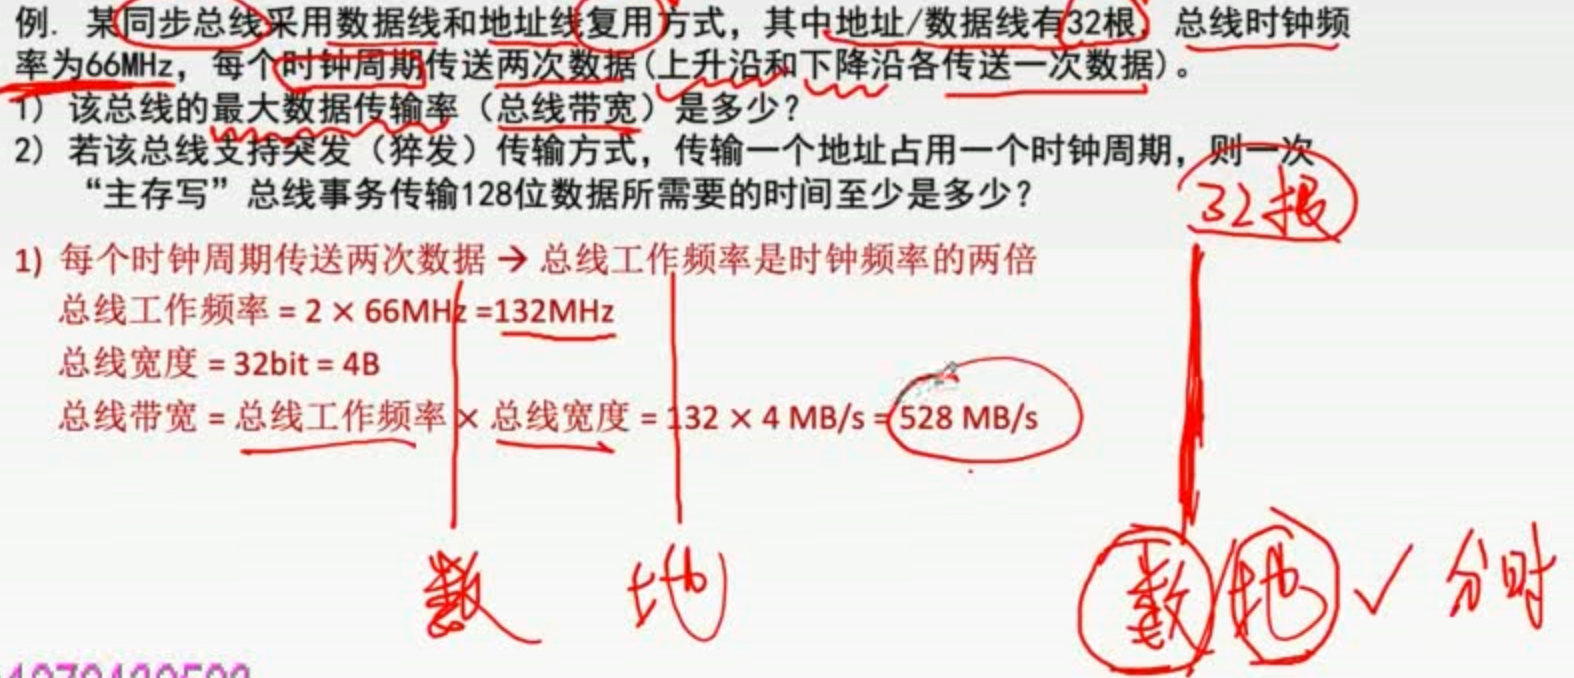 例. 某同步总线采用数据线和地址线复用方式，其中地址/数据线有32根，总线时钟频
率为66MHz，每个时钟周期传送两次数据(上升沿和下降沿各传送一次数据)。
1) 该总线的最大数据传输率（总线带宽）是多少？
2) 若该总线支持突发（猝发）传输方式，传输一个地址占用一个时钟周期，则一次
“主存写”总线事务传输128位数据所需要的时间至少是多少？
32根
1) 每个时钟周期传送两次数据 → 总线工作频率是时钟频率的两倍
总线工作频率 = 2 × 66MHz =132MHz
总线宽度 = 32bit = 4B
总线带宽 = 总线工作频率 × 总线宽度 = 132 × 4 MB/s = 528 MB/s
数 地 数/地 ✓ 分时